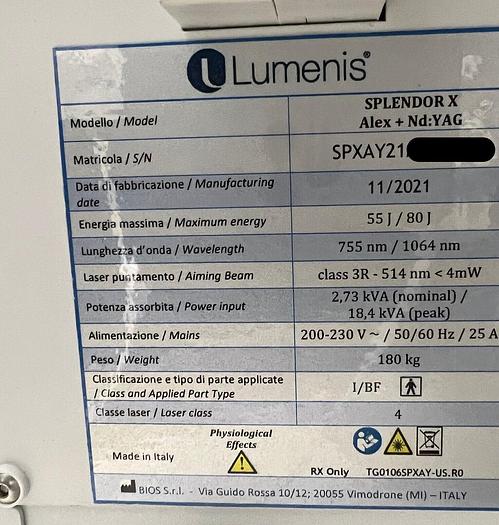 Lumenis®
Modello / Model SPLENDOR X
Alex + Nd:YAG
Matricola / S/N SPXAY21
Data di fabbricazione / Manufacturing
date 11/2021
Energia massima / Maximum energy 55 J / 80 J
Lunghezza d'onda / Wavelength 755 nm / 1064 nm
Laser puntamento / Aiming Beam class 3R - 514 nm < 4mW
Potenza assorbita / Power input 2,73 kVA (nominal) /
18,4 kVA (peak)
Alimentazione / Mains 200-230 V ~ / 50/60 Hz / 25 A
Peso / Weight 180 kg
Classificazione e tipo di parte applicate
/ Class and Applied Part Type I/BF
Classe laser / Laser class 4
Physiological
Effects
Made in Italy
RX Only TG0106SPXAY-US.R0
BIOS S.r.l. - Via Guido Rossa 10/12; 20055 Vimodrone (MI) – ITALY